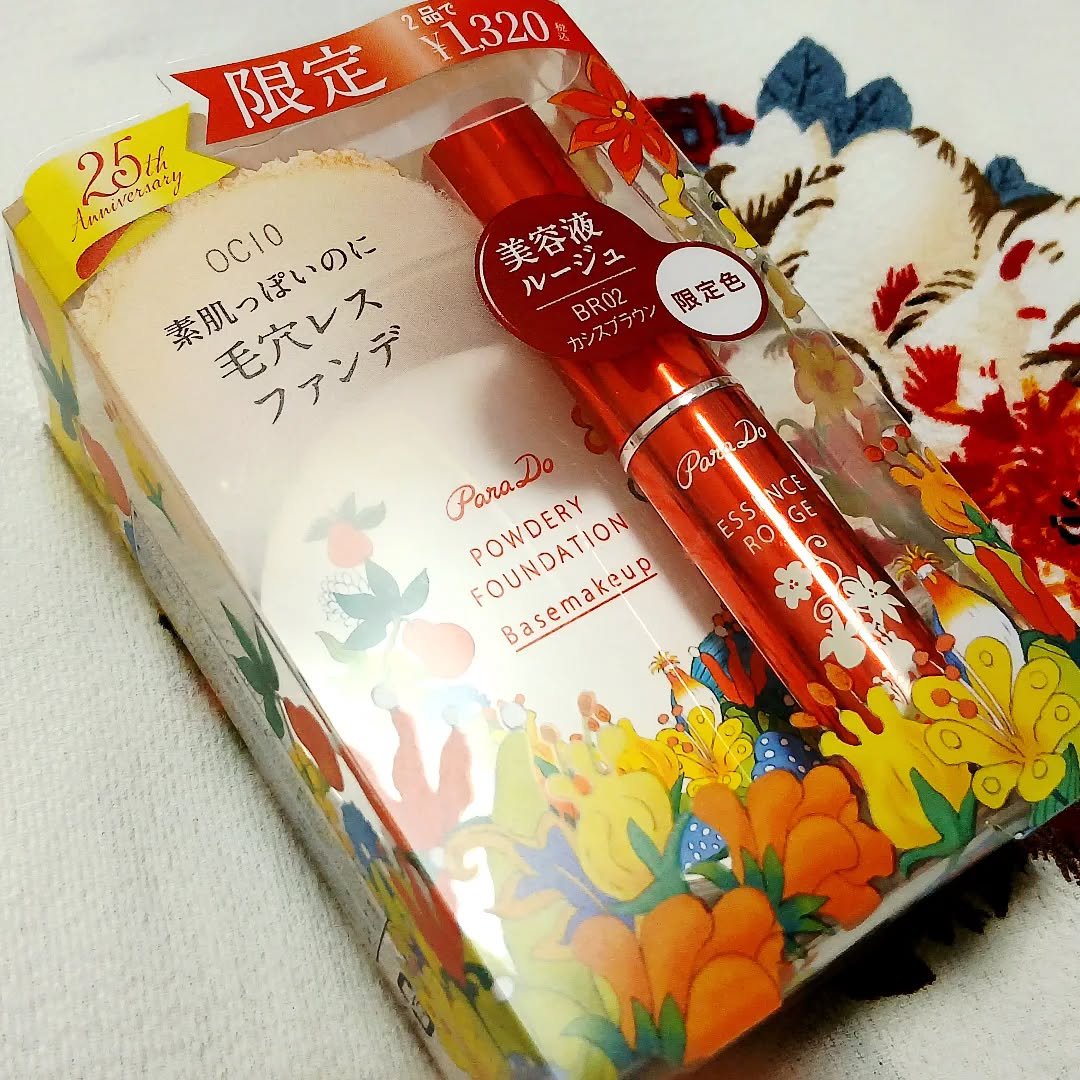 限定
2品で
¥1,320 税込
25th
Anniversary
OC10
素肌っぽいのに
毛穴レス
ファンデ
美容液
ルージュ
BR02
カシスブラウン
限定色
ParaDo
POWDERY
FOUNDATION
Basemakeup
ParaDo
ESSENCE
ROUGE